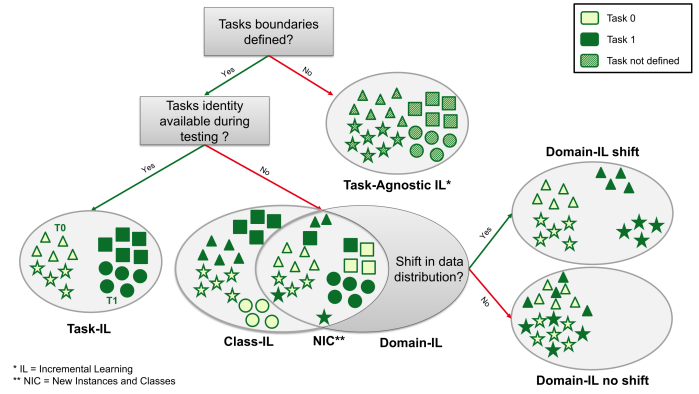 Tasks boundaries
defined?
Task 0
Task 1
Task not defined
Yes
No
Tasks identity
available during
testing ?
Task-Agnostic IL*
Yes
No
Domain-IL shift
T0
T1
Task-IL
Shift in data
distribution?
Yes
No
Class-IL
NIC**
Domain-IL
Domain-IL no shift
* IL = Incremental Learning
** NIC = New Instances and Classes